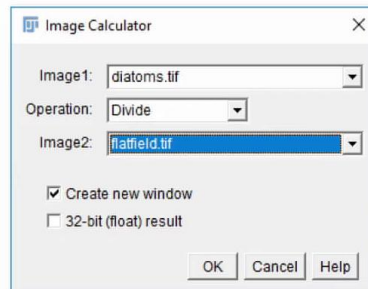 Image Calculator
Image1: diatoms.tif
Operation: Divide
Image2: flatfield.tif
Create new window
32-bit (float) result
OK Cancel Help